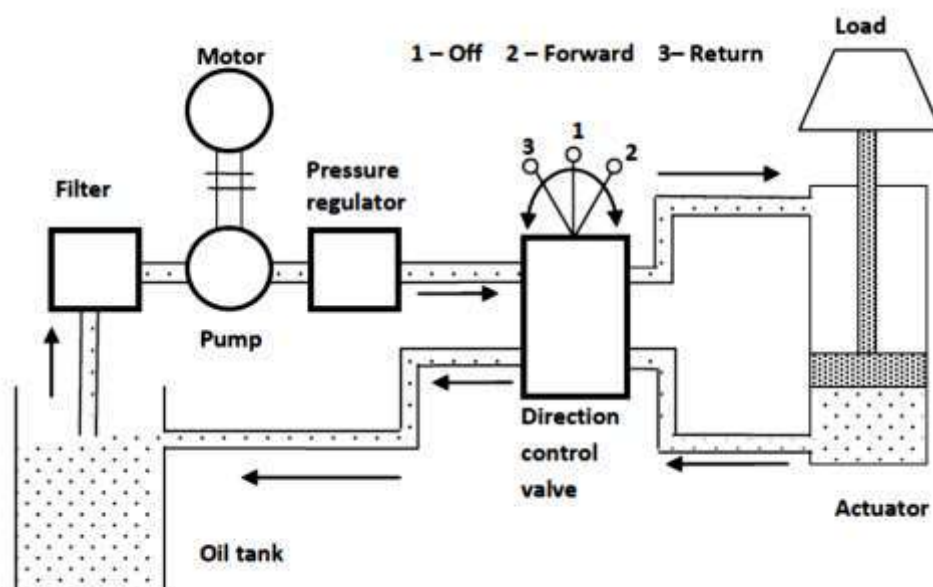 Load
Motor
1 – Off 2 – Forward 3– Return
1
3
2
Filter
Pressure
regulator
Pump
Direction
control
valve
Actuator
Oil tank